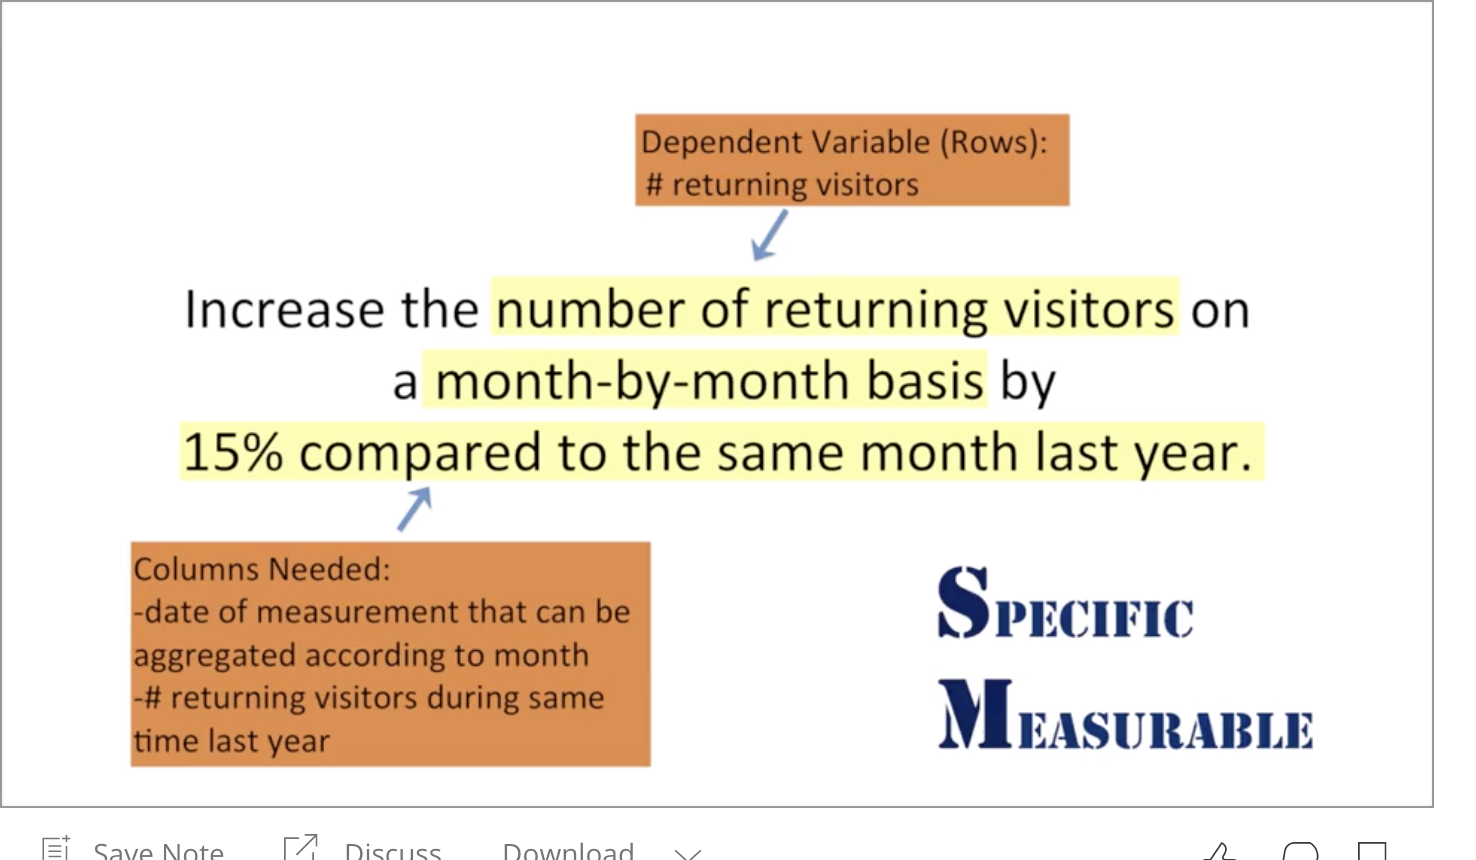 Dependent Variable (Rows):
# returning visitors
Increase the number of returning visitors on
a month-by-month basis by
15% compared to the same month last year.
Columns Needed:
-date of measurement that can be
aggregated according to month
-# returning visitors during same
time last year
SPECIFIC
MEASURABLE
Save Note Discuss Download